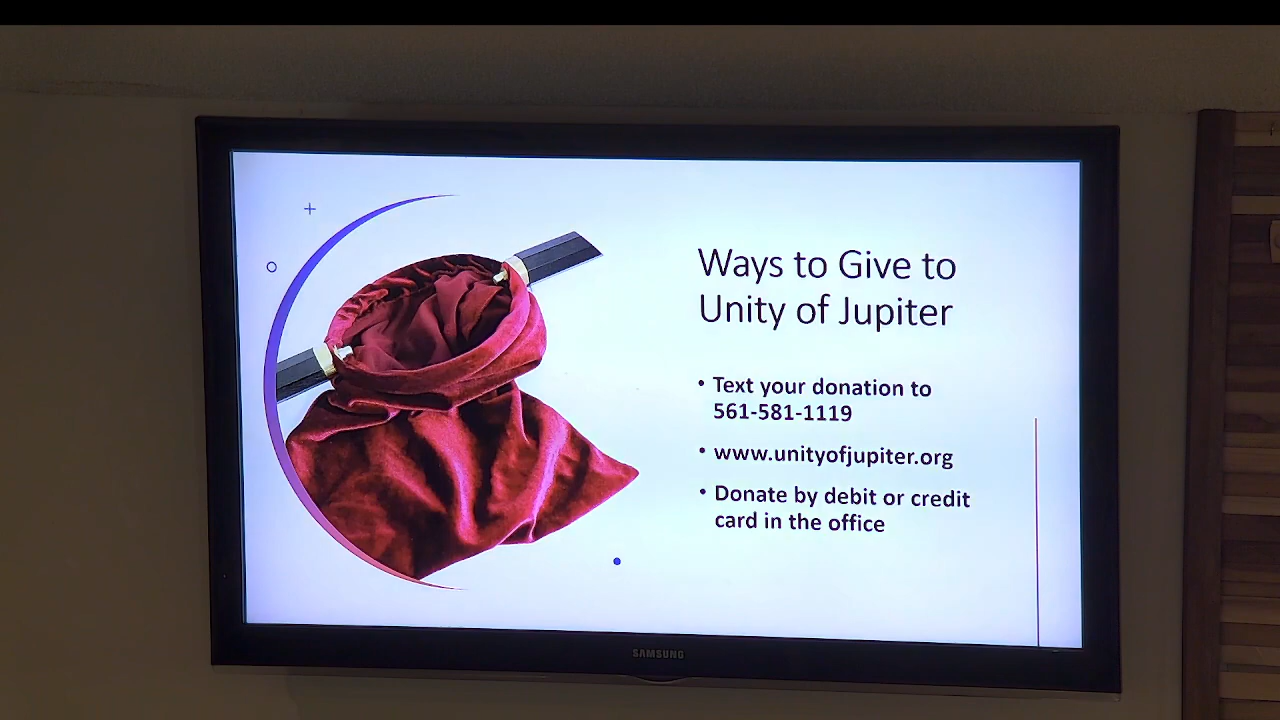 Ways to Give to
Unity of Jupiter
• Text your donation to
561-581-1119
• www.unityofjupiter.org
• Donate by debit or credit
card in the office
SAMSUNG